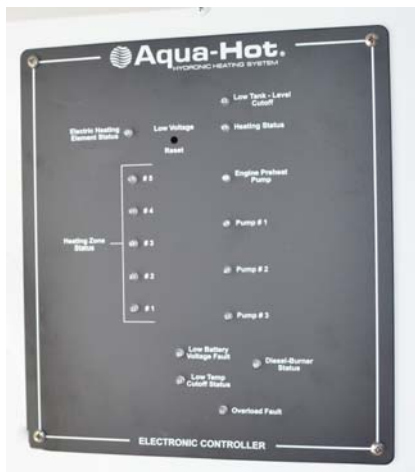 Aqua-Hot®
HYDRONIC HEATING SYSTEM
Low Tank - Level
Cutoff
Electric Heating
Element Status
Low Voltage
Reset
Heating Status
# 5
Engine Preheat
Pump
# 4
Pump # 1
Heating Zone
Status
# 3
# 2
Pump # 2
# 1
Pump # 3
Low Battery
Voltage Fault
Diesel-Burner
Status
Low Temp
Cutoff Status
Overload Fault
ELECTRONIC CONTROLLER